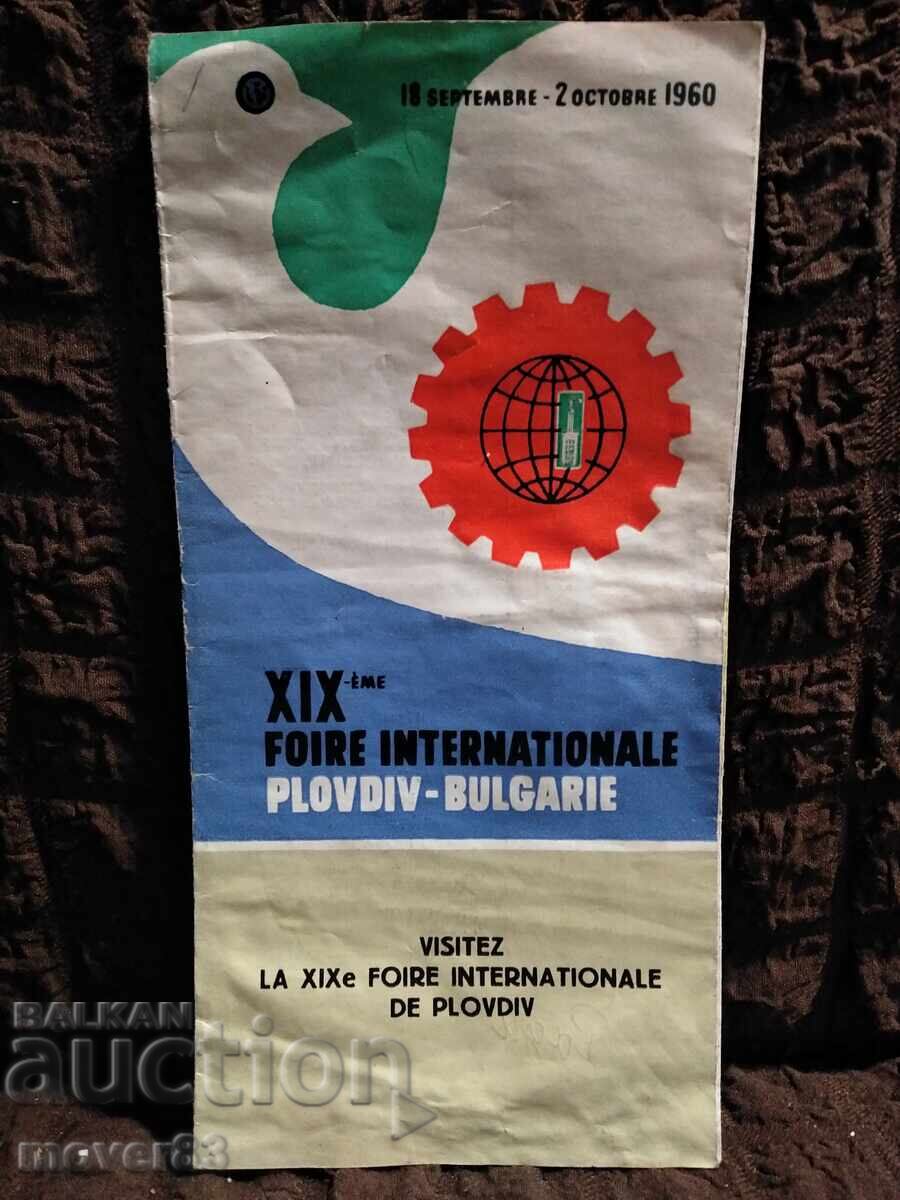 18 SEPTEMBRE - 2 OCTOBRE 1960
XIX-ÈME
FOIRE INTERNATIONALE
PLOVDIV-BULGARIE
VISITEZ
LA XIXe FOIRE INTERNATIONALE
DE PLOVDIV
BALKAN
auction
mover83